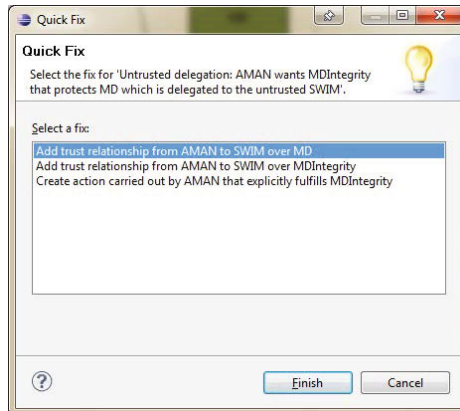 Quick Fix
Quick Fix
Select the fix for 'Untrusted delegation: AMAN wants MDIntegrity
that protects MD which is delegated to the untrusted SWIM'.
Select a fix:
Add trust relationship from AMAN to SWIM over MD
Add trust relationship from AMAN to SWIM over MDIntegrity
Create action carried out by AMAN that explicitly fulfills MDIntegrity
?
Finish
Cancel